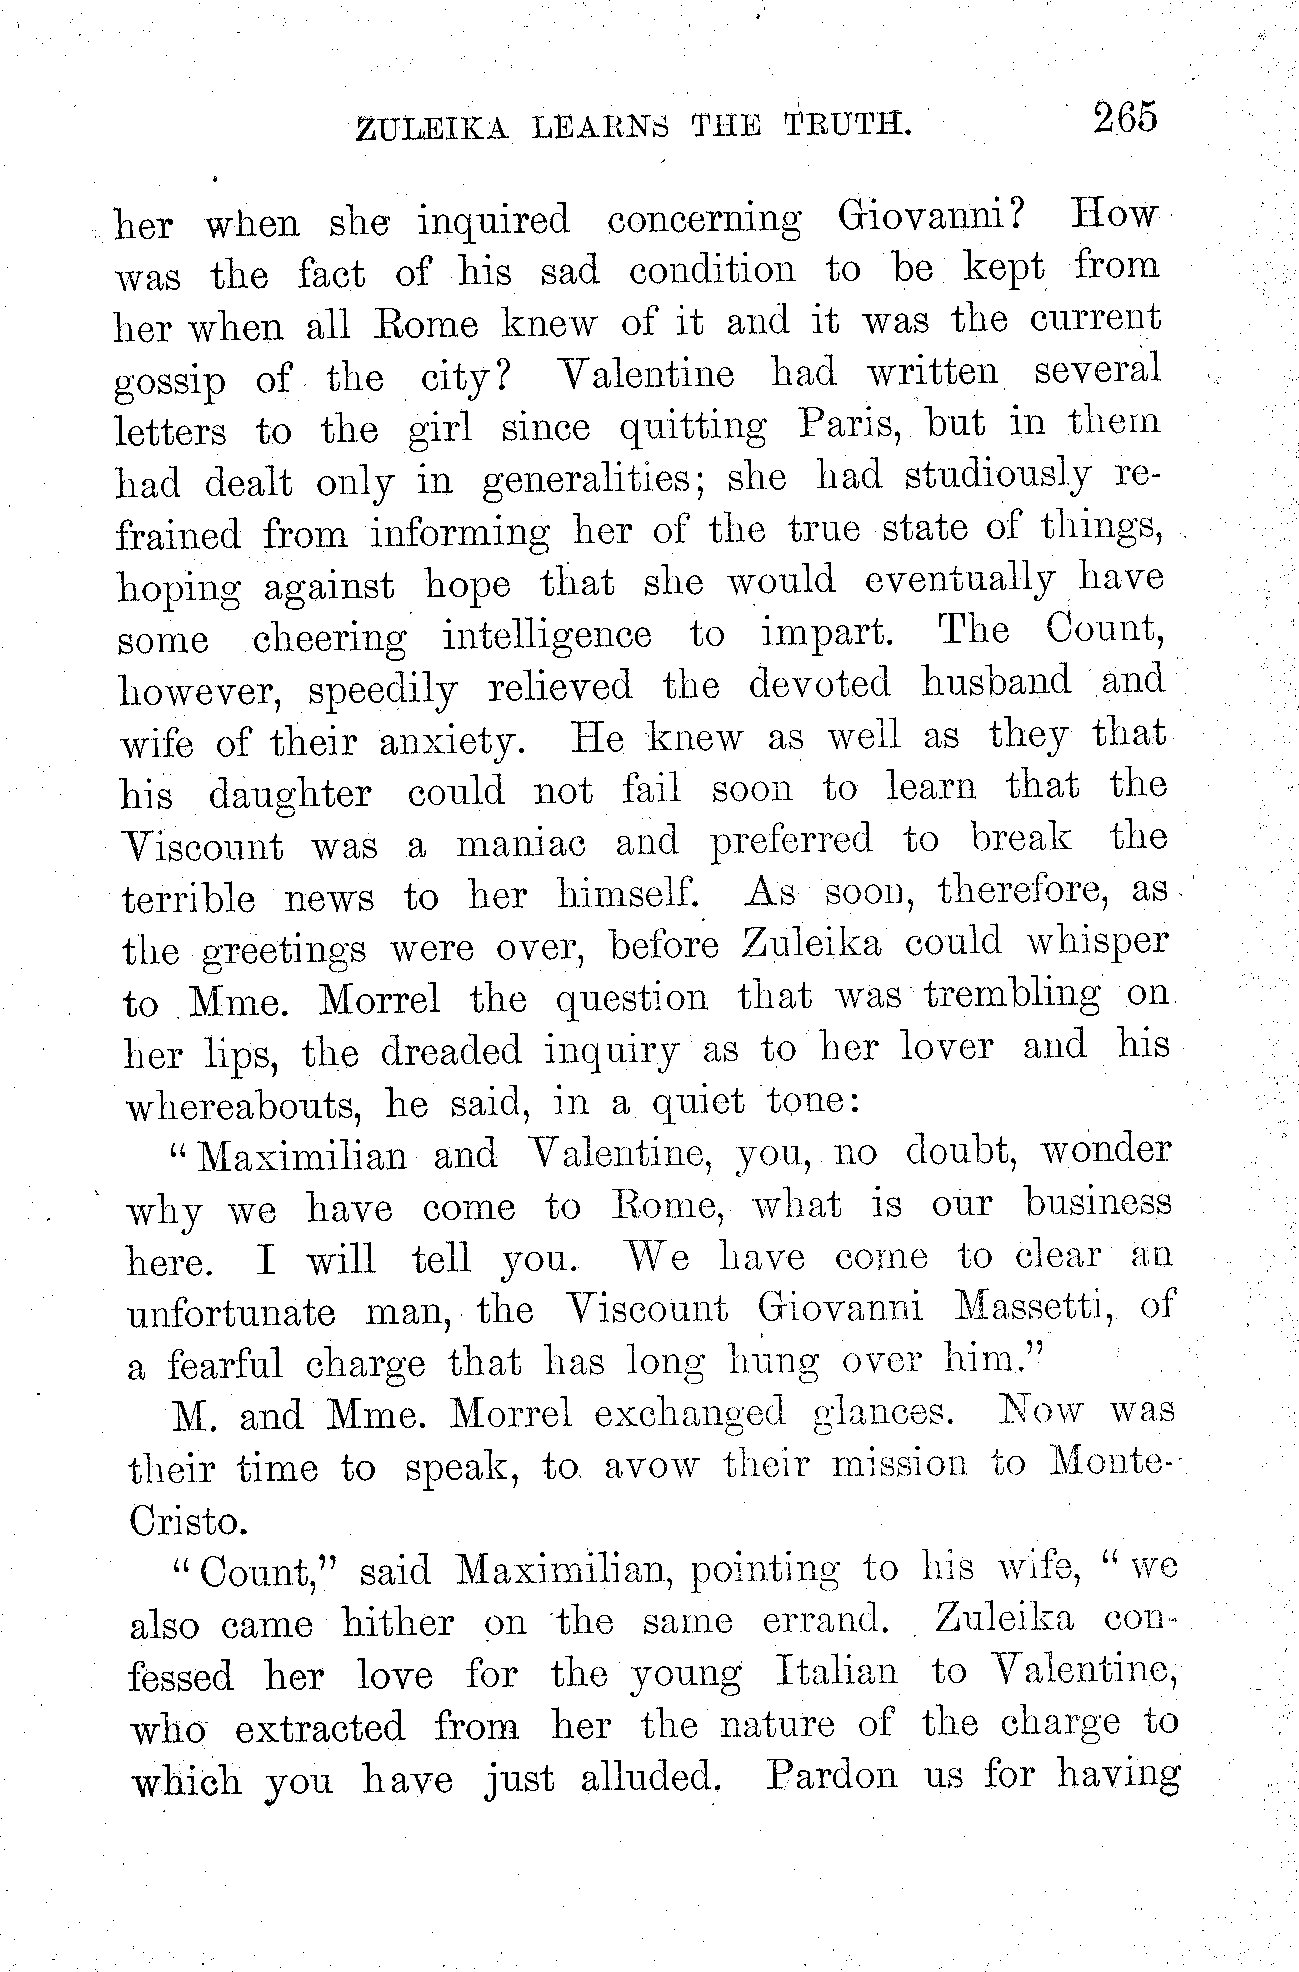 ZULEIKA LEARNS THE TRUTH. 265
her when she inquired concerning Giovanni? How
was the fact of his sad condition to be kept from
her when all Rome knew of it and it was the current
gossip of the city? Valentine had written several
letters to the girl since quitting Paris, but in them
had dealt only in generalities; she had studiously re-
frained from informing her of the true state of things,
hoping against hope that she would eventually have
some cheering intelligence to impart. The Count,
however, speedily relieved the devoted husband and
wife of their anxiety. He knew as well as they that
his daughter could not fail soon to learn that the
Viscount was a maniac and preferred to break the
terrible news to her himself. As soon, therefore, as
the greetings were over, before Zuleika could whisper
to Mme. Morrel the question that was trembling on
her lips, the dreaded inquiry as to her lover and his
whereabouts, he said, in a quiet tone:
“Maximilian and Valentine, you, no doubt, wonder
why we have come to Rome, what is our business
here. I will tell you. We have come to clear an
unfortunate man, the Viscount Giovanni Massetti, of
a fearful charge that has long hung over him.”
M. and Mme. Morrel exchanged glances. Now was
their time to speak, to avow their mission to Monte-
Cristo.
“Count,” said Maximilian, pointing to his wife, “we
also came hither on the same errand. Zuleika con-
fessed her love for the young Italian to Valentine,
who extracted from her the nature of the charge to
which you have just alluded. Pardon us for having